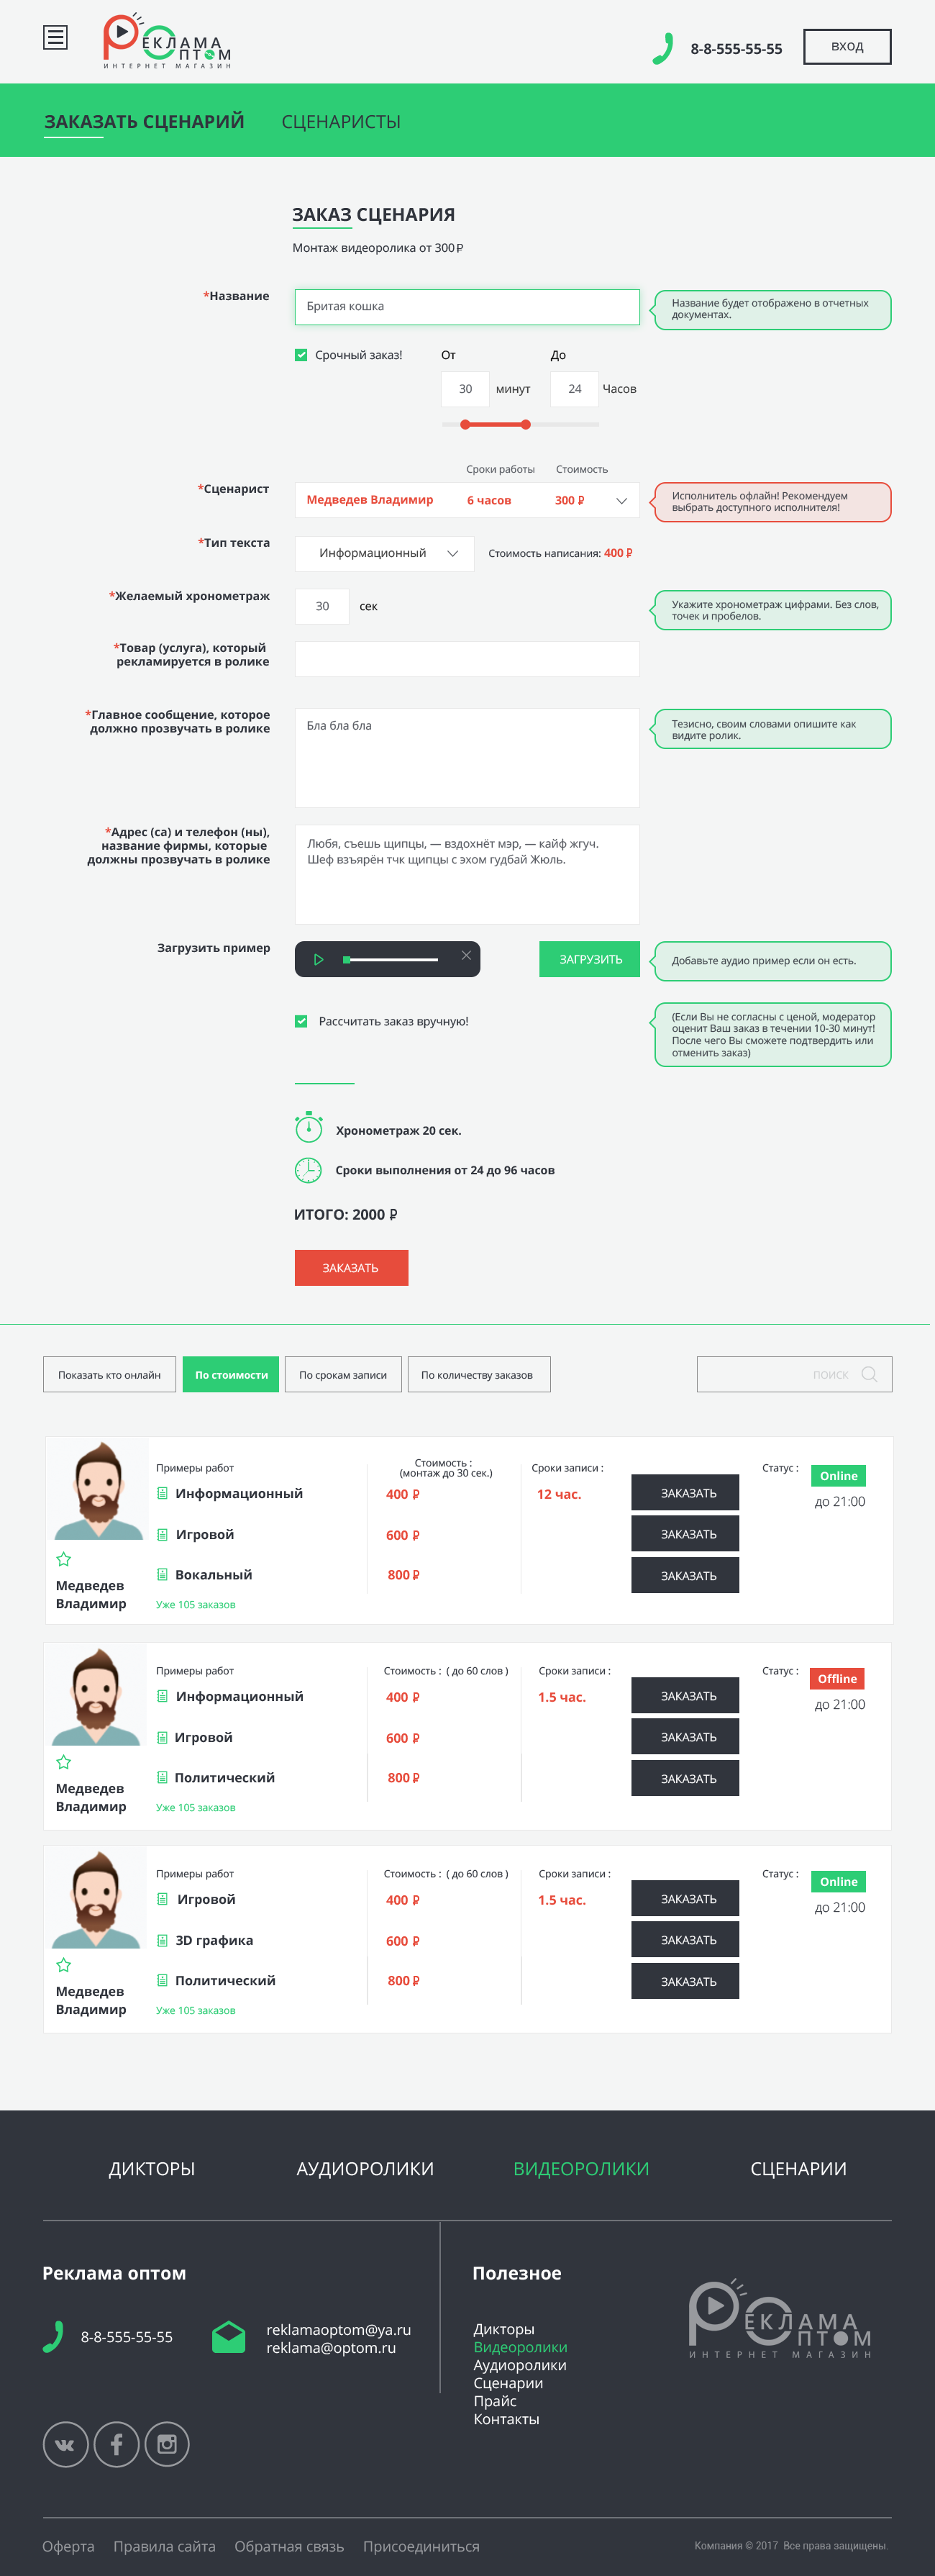 РЕКЛАМА
ОПТОМ
ИНТЕРНЕТ МАГАЗИН
8-8-555-55-55
ВХОД
ЗАКАЗАТЬ СЦЕНАРИЙ
СЦЕНАРИСТЫ
ЗАКАЗ СЦЕНАРИЯ
Монтаж видеоролика от 300 ₽
*Название
Бритая кошка
Название будет отображено в отчетных
документах.
Срочный заказ!
От
До
30 минут
24 Часов
Сроки работы
Стоимость
*Сценарист
Медведев Владимир 6 часов 300 ₽
Исполнитель офлайн! Рекомендуем
выбрать доступного исполнителя!
*Тип текста
Информационный
Стоимость написания: 400 ₽
*Желаемый хронометраж
30 сек
Укажите хронометраж цифрами. Без слов,
точек и пробелов.
*Товар (услуга), который
рекламируется в ролике
*Главное сообщение, которое
должно прозвучать в ролике
Бла бла бла
Тезисно, своим словами опишите как
видите ролик.
*Адрес (са) и телефон (ны),
название фирмы, которые
должны прозвучать в ролике
Любя, съешь щипцы, — вздохнёт мэр, — кайф жгуч.
Шеф взъярён тчк щипцы с эхом гудбай Жюль.
Загрузить пример
ЗАГРУЗИТЬ
Добавьте аудио пример если он есть.
Рассчитать заказ вручную!
(Если Вы не согласны с ценой, модератор
оценит Ваш заказ в течении 10-30 минут!
После чего Вы сможете подтвердить или
отменить заказ)
Хронометраж 20 сек.
Сроки выполнения от 24 до 96 часов
ИТОГО: 2000 ₽
ЗАКАЗАТЬ
Показать кто онлайн
По стоимости
По срокам записи
По количеству заказов
ПОИСК
Примеры работ
Стоимость :
(монтаж до 30 сек.)
Сроки записи :
Статус :
Online
до 21:00
Информационный 400 ₽ 12 час. ЗАКАЗАТЬ
Игровой 600 ₽ ЗАКАЗАТЬ
Вокальный 800 ₽ ЗАКАЗАТЬ
Медведев
Владимир
Уже 105 заказов
Примеры работ
Стоимость : ( до 60 слов )
Сроки записи :
Статус :
Offline
до 21:00
Информационный 400 ₽ 1.5 час. ЗАКАЗАТЬ
Игровой 600 ₽ ЗАКАЗАТЬ
Политический 800 ₽ ЗАКАЗАТЬ
Медведев
Владимир
Уже 105 заказов
Примеры работ
Стоимость : ( до 60 слов )
Сроки записи :
Статус :
Online
до 21:00
Игровой 400 ₽ 1.5 час. ЗАКАЗАТЬ
3D графика 600 ₽ ЗАКАЗАТЬ
Политический 800 ₽ ЗАКАЗАТЬ
Медведев
Владимир
Уже 105 заказов
ДИКТОРЫ
АУДИОРОЛИКИ
ВИДЕОРОЛИКИ
СЦЕНАРИИ
Реклама оптом
8-8-555-55-55
reklamaoptom@ya.ru
reklama@optom.ru
Полезное
Дикторы
Видеоролики
Аудиоролики
Сценарии
Прайс
Контакты
РЕКЛАМА
ОПТОМ
ИНТЕРНЕТ МАГАЗИН
Оферта
Правила сайта
Обратная связь
Присоединиться
Компания © 2017 Все права защищены.